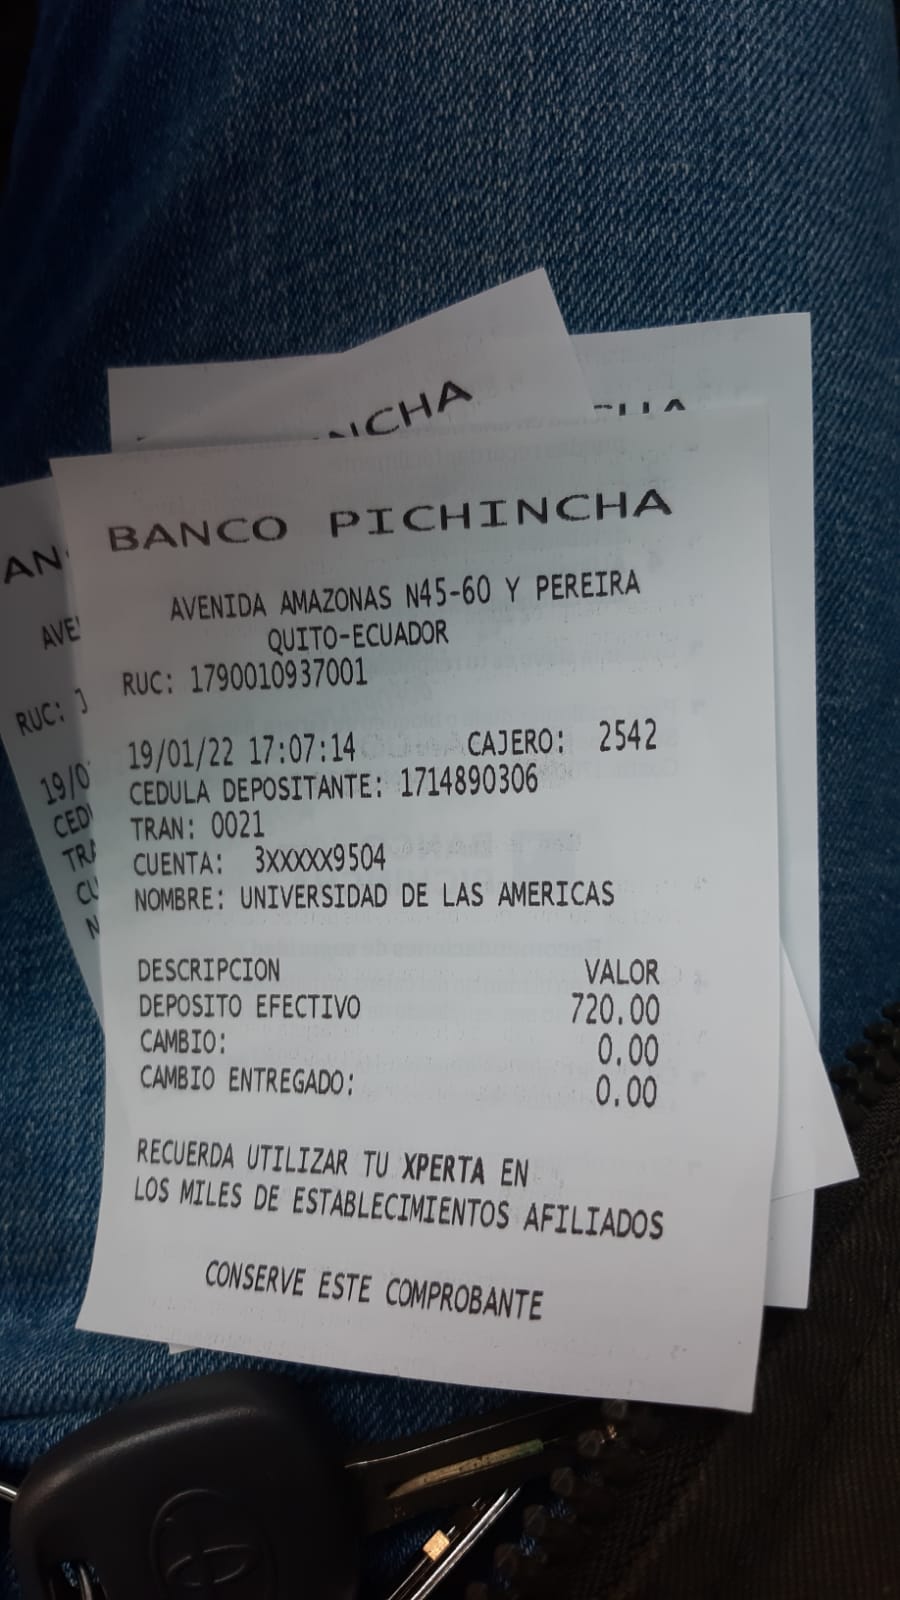 BANCO PICHINCHA
AVENIDA AMAZONAS N45-60 Y PEREIRA
QUITO-ECUADOR
RUC: 1790010937001
19/01/22 17:07:14 CAJERO: 2542
CEDULA DEPOSITANTE: 1714890306
TRAN: 0021
CUENTA: 3XXXXX9504
NOMBRE: UNIVERSIDAD DE LAS AMERICAS
DESCRIPCION VALOR
DEPOSITO EFECTIVO 720.00
CAMBIO: 0.00
CAMBIO ENTREGADO: 0.00
RECUERDA UTILIZAR TU XPERTA EN
LOS MILES DE ESTABLECIMIENTOS AFILIADOS
CONSERVE ESTE COMPROBANTE